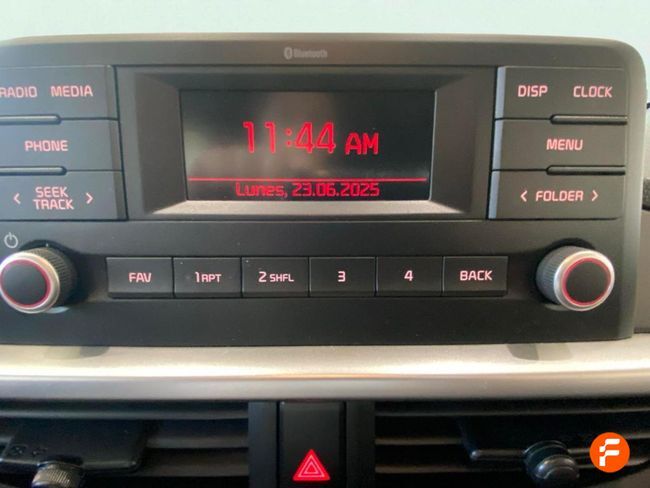 Bluetooth
RADIO MEDIA
DISP CLOCK
11:44 AM
PHONE
MENU
Lunes, 23.06.2025
< SEEK TRACK >
< FOLDER >
FAV
1 RPT
2 SHFL
3
4
BACK